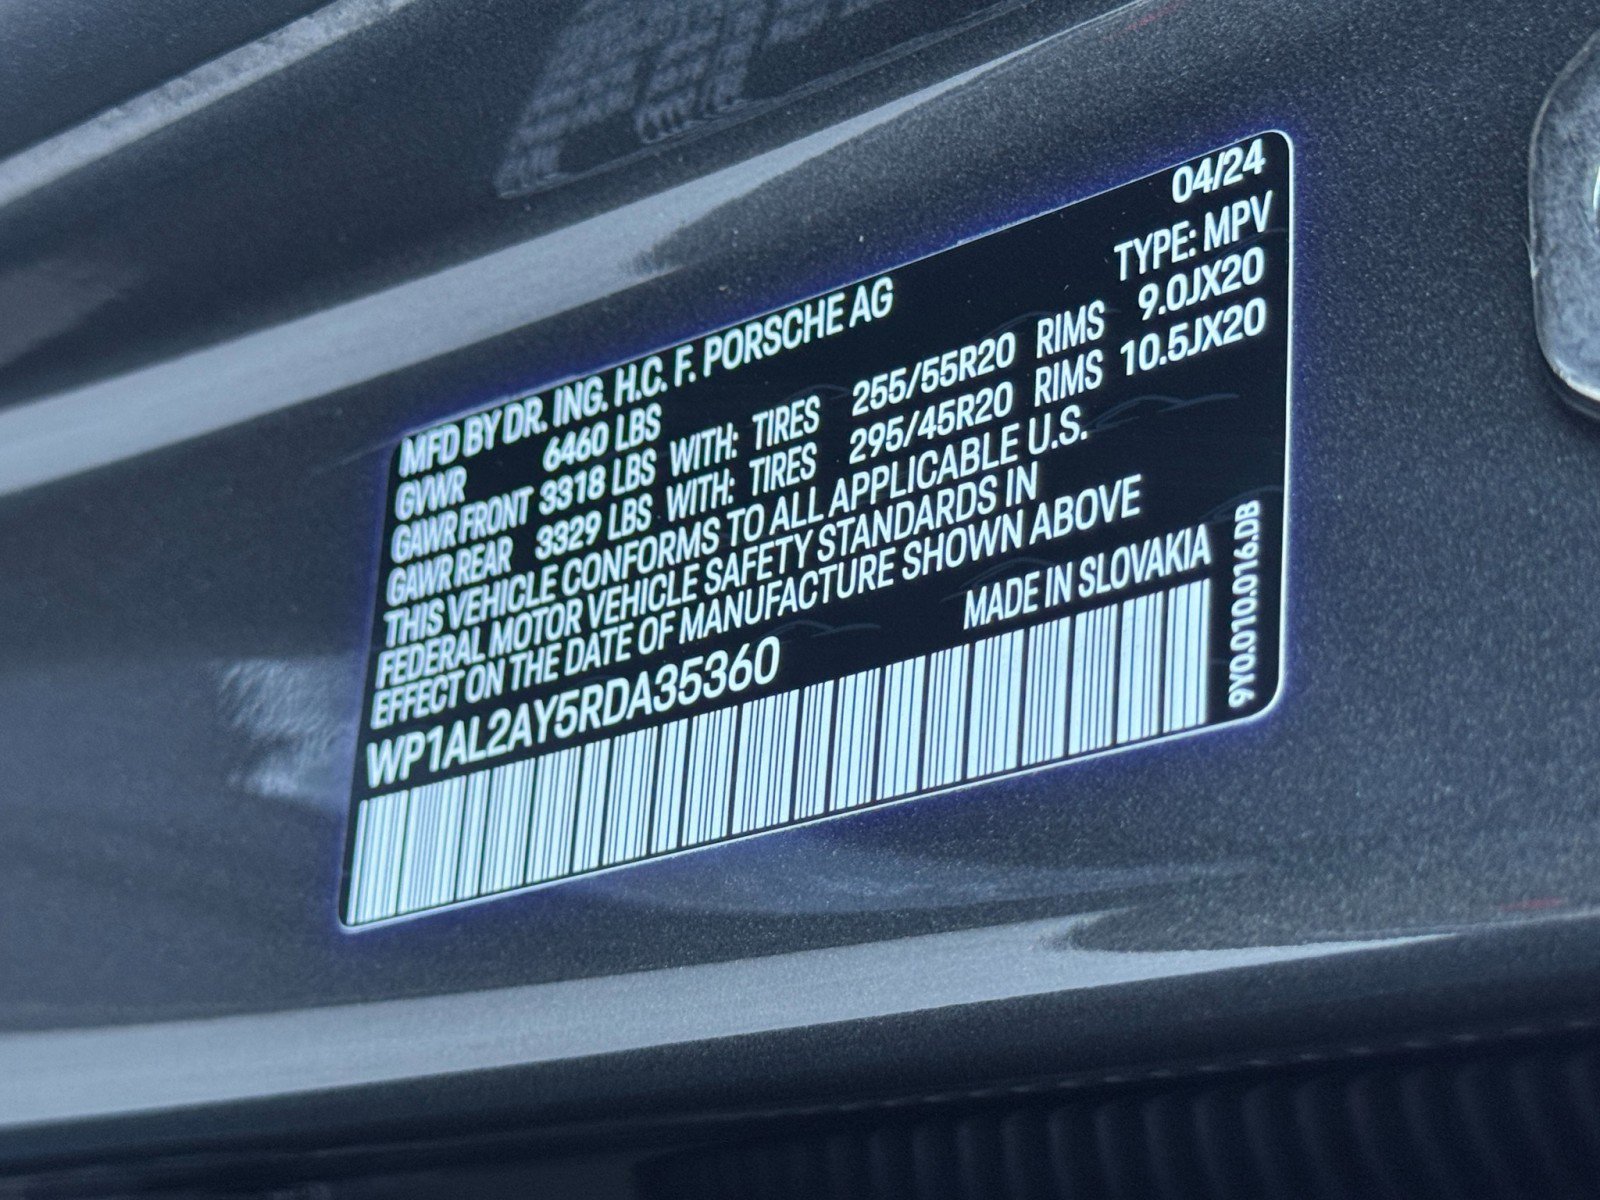 04/24
MFD BY DR. ING. H.C. F. PORSCHE AG TYPE: MPV
GVWR 6460 LBS
GAWR FRONT 3318 LBS WITH: TIRES 255/55R20 RIMS 9.0JX20
GAWR REAR 3329 LBS WITH: TIRES 295/45R20 RIMS 10.5JX20
THIS VEHICLE CONFORMS TO ALL APPLICABLE U.S.
FEDERAL MOTOR VEHICLE SAFETY STANDARDS IN
EFFECT ON THE DATE OF MANUFACTURE SHOWN ABOVE
WP1AL2AY5RDA35360 MADE IN SLOVAKIA
9Y0.010.016.DB